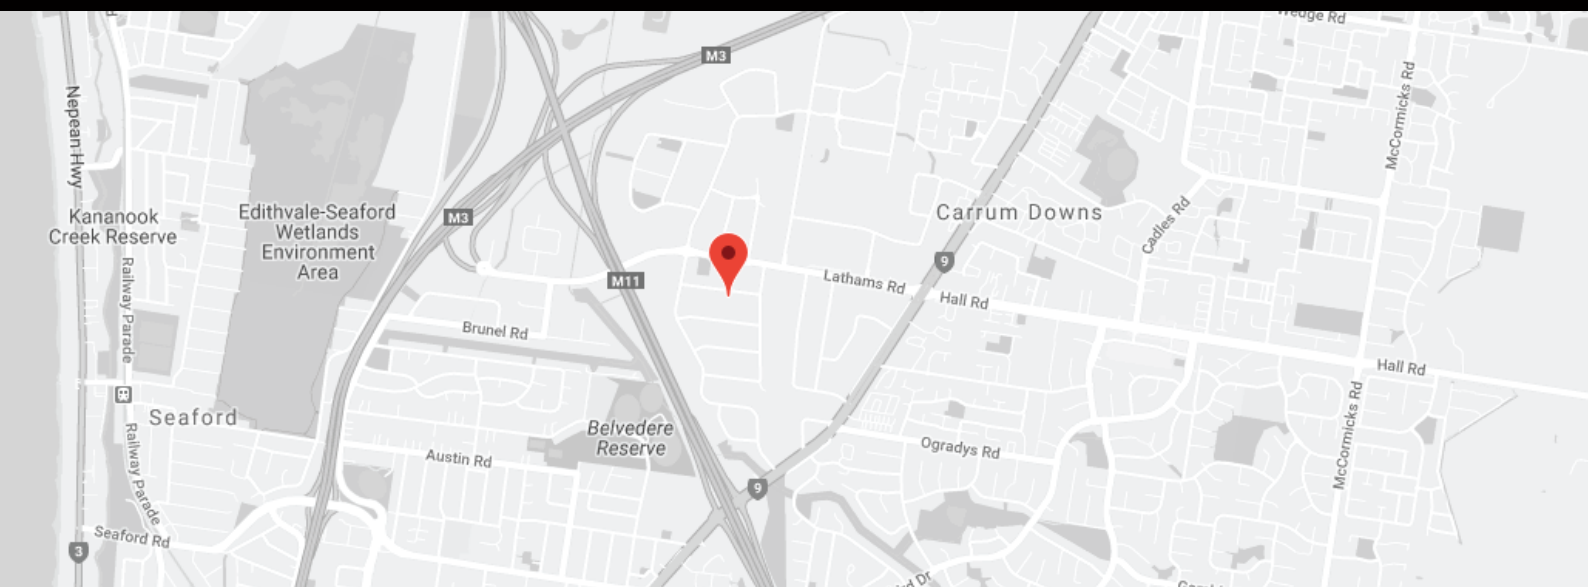 Wedge Rd
M3
McCormicks Rd
Nepean Hwy
Kananook
Creek Reserve
Edithvale-Seaford
Wetlands
Environment
Area
M3
Carrum Downs
Cadles Rd
9
Railway Parade
M11
Lathams Rd
Hall Rd
Brunel Rd
Hall Rd
Seaford
Belvedere
Reserve
Austin Rd
Ogradys Rd
McCormicks Rd
Railway Parade
9
Seaford Rd
3